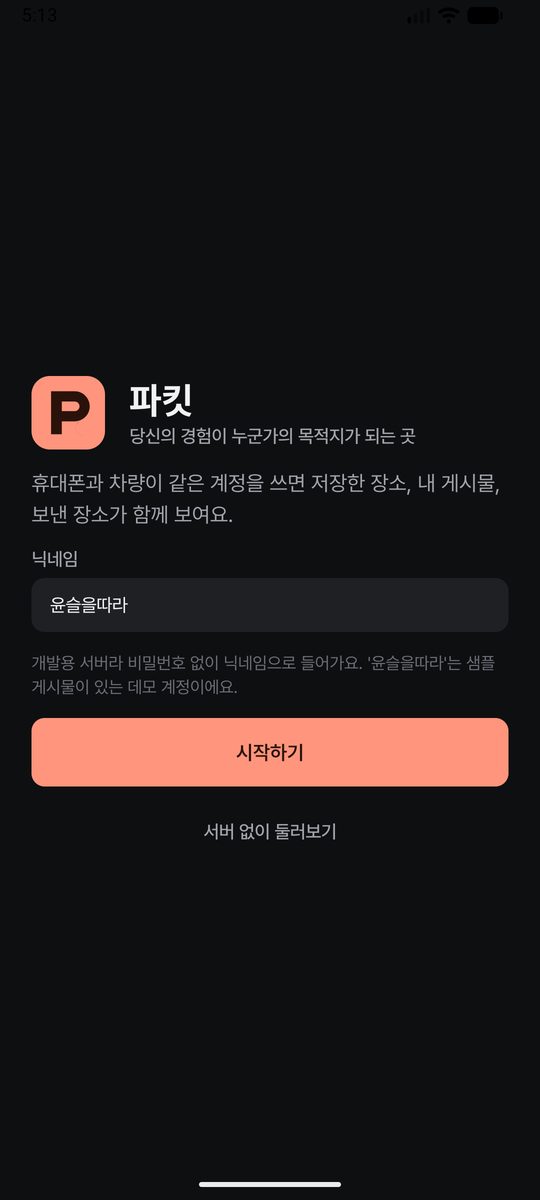 5:13
P
파킷
당신의 경험이 누군가의 목적지가 되는 곳
휴대폰과 차량이 같은 계정을 쓰면 저장한 장소, 내 게시물,
보낸 장소가 함께 보여요.
닉네임
윤슬을따라
개발용 서버라 비밀번호 없이 닉네임으로 들어가요. '윤슬을따라'는 샘플
게시물이 있는 데모 계정이에요.
시작하기
서버 없이 둘러보기